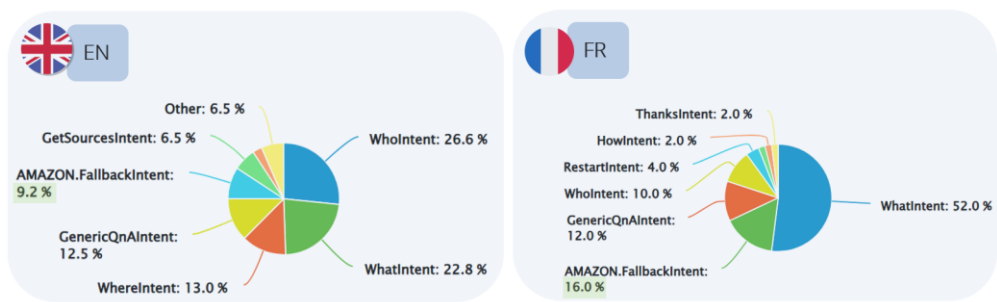 EN
Other: 6.5 %
GetSourcesIntent: 6.5 %
WhoIntent: 26.6 %
AMAZON.FallbackIntent:
9.2 %
GenericQnAIntent:
12.5 %
WhatIntent: 22.8 %
WhereIntent: 13.0 %
FR
ThanksIntent: 2.0 %
HowIntent: 2.0 %
RestartIntent: 4.0 %
WhoIntent: 10.0 %
WhatIntent: 52.0 %
GenericQnAIntent:
12.0 %
AMAZON.FallbackIntent:
16.0 %